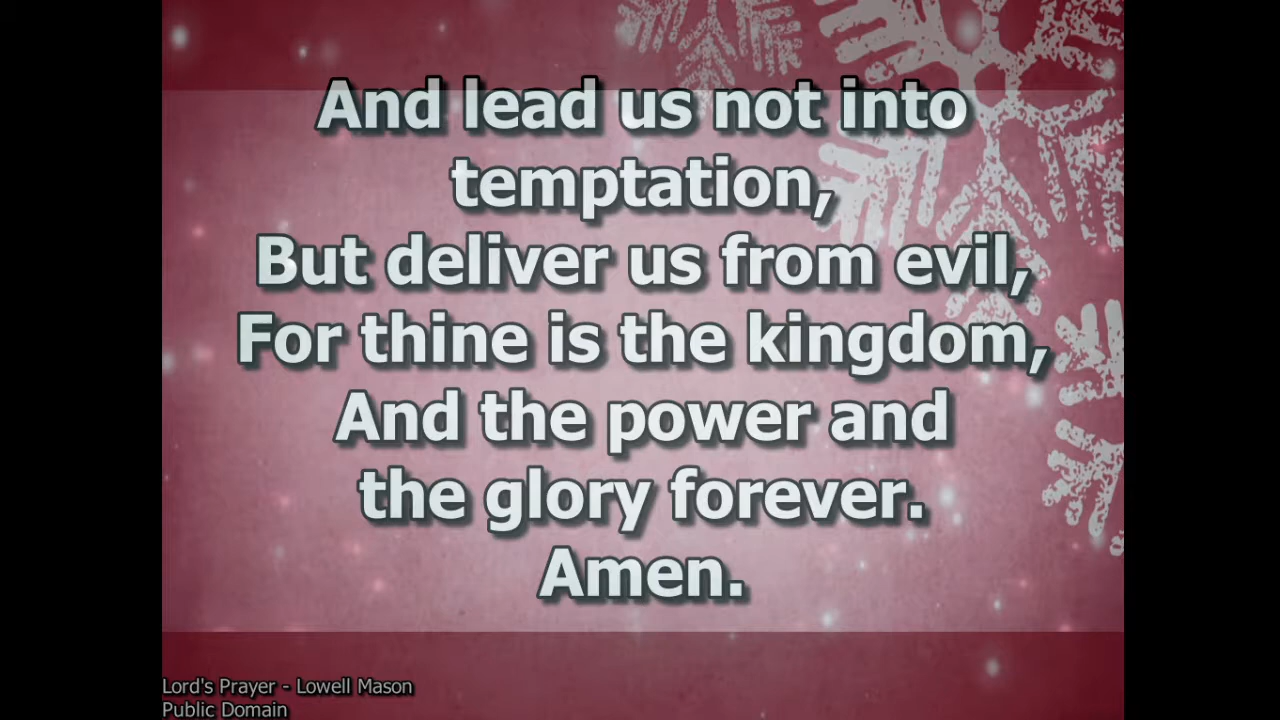 And lead us not into
temptation,
But deliver us from evil,
For thine is the kingdom,
And the power and
the glory forever.
Amen.
Lord's Prayer - Lowell Mason
Public Domain